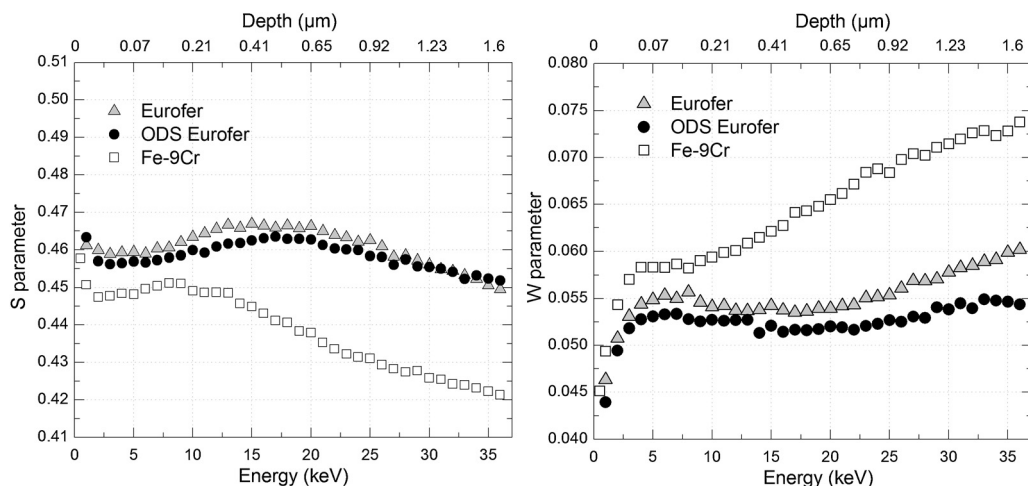 Depth (µm)
0 0.07 0.21 0.41 0.65 0.92 1.23 1.6
0.51
0.50
0.49
0.48
0.47
0.46
0.45
0.44
0.43
0.42
0.41
S parameter
Eurofer
ODS Eurofer
Fe-9Cr
0 5 10 15 20 25 30 35
Energy (keV)
Depth (µm)
0 0.07 0.21 0.41 0.65 0.92 1.23 1.6
0.080
0.075
0.070
0.065
0.060
0.055
0.050
0.045
0.040
W parameter
Eurofer
ODS Eurofer
Fe-9Cr
0 5 10 15 20 25 30 35
Energy (keV)